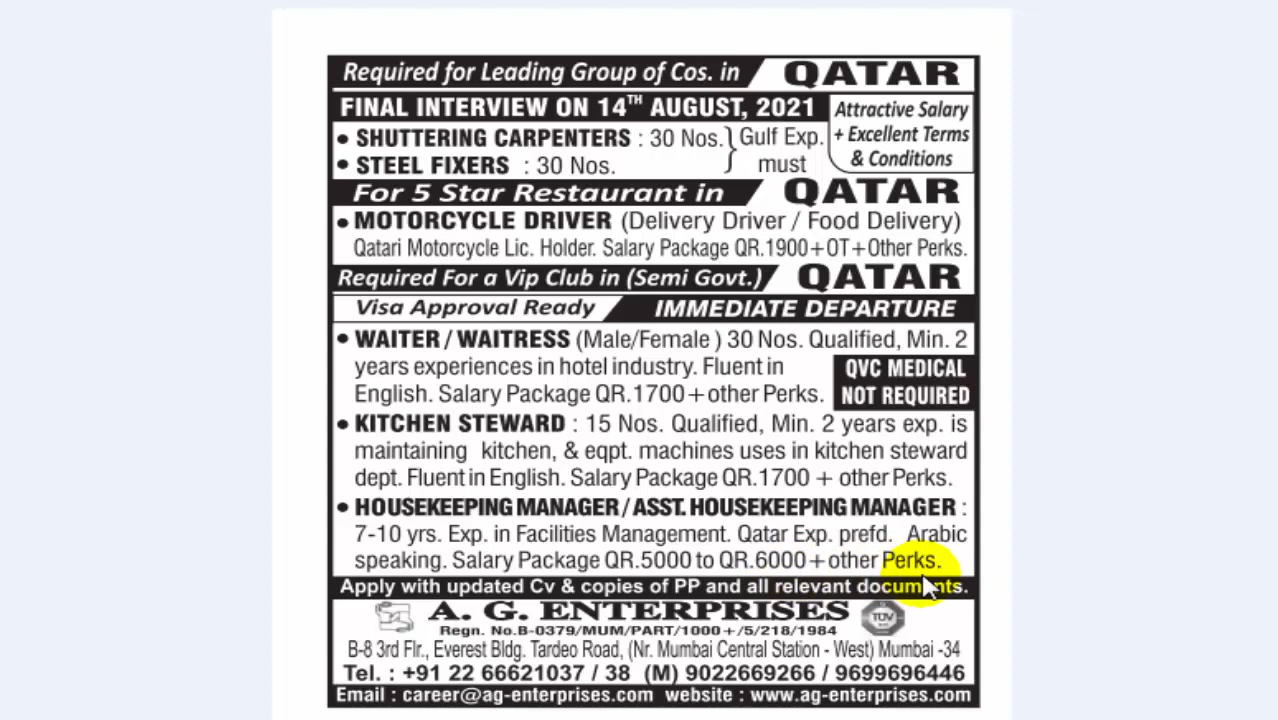 Required for Leading Group of Cos. in QATAR
FINAL INTERVIEW ON 14TH AUGUST, 2021
Attractive Salary
+ Excellent Terms
& Conditions
• SHUTTERING CARPENTERS : 30 Nos.
• STEEL FIXERS : 30 Nos.
Gulf Exp.
must
For 5 Star Restaurant in QATAR
• MOTORCYCLE DRIVER (Delivery Driver / Food Delivery)
Qatari Motorcycle Lic. Holder. Salary Package QR.1900+OT+Other Perks.
Required For a Vip Club in (Semi Govt.) QATAR
Visa Approval Ready IMMEDIATE DEPARTURE
• WAITER / WAITRESS (Male/Female ) 30 Nos. Qualified, Min. 2
years experiences in hotel industry. Fluent in
English. Salary Package QR.1700+other Perks.
QVC MEDICAL
NOT REQUIRED
• KITCHEN STEWARD : 15 Nos. Qualified, Min. 2 years exp. is
maintaining kitchen, & eqpt. machines uses in kitchen steward
dept. Fluent in English. Salary Package QR.1700 + other Perks.
• HOUSEKEEPING MANAGER / ASST. HOUSEKEEPING MANAGER :
7-10 yrs. Exp. in Facilities Management. Qatar Exp. prefd. Arabic
speaking. Salary Package QR.5000 to QR.6000+other Perks.
Apply with updated Cv & copies of PP and all relevant documents.
A. G. ENTERPRISES
TÜV
Regn. No.B-0379/MUM/PART/1000+/5/218/1984
B-8 3rd Flr., Everest Bldg. Tardeo Road, (Nr. Mumbai Central Station - West) Mumbai -34
Tel. : +91 22 66621037 / 38 (M) 9022669266 / 9699696446
Email : career@ag-enterprises.com website : www.ag-enterprises.com